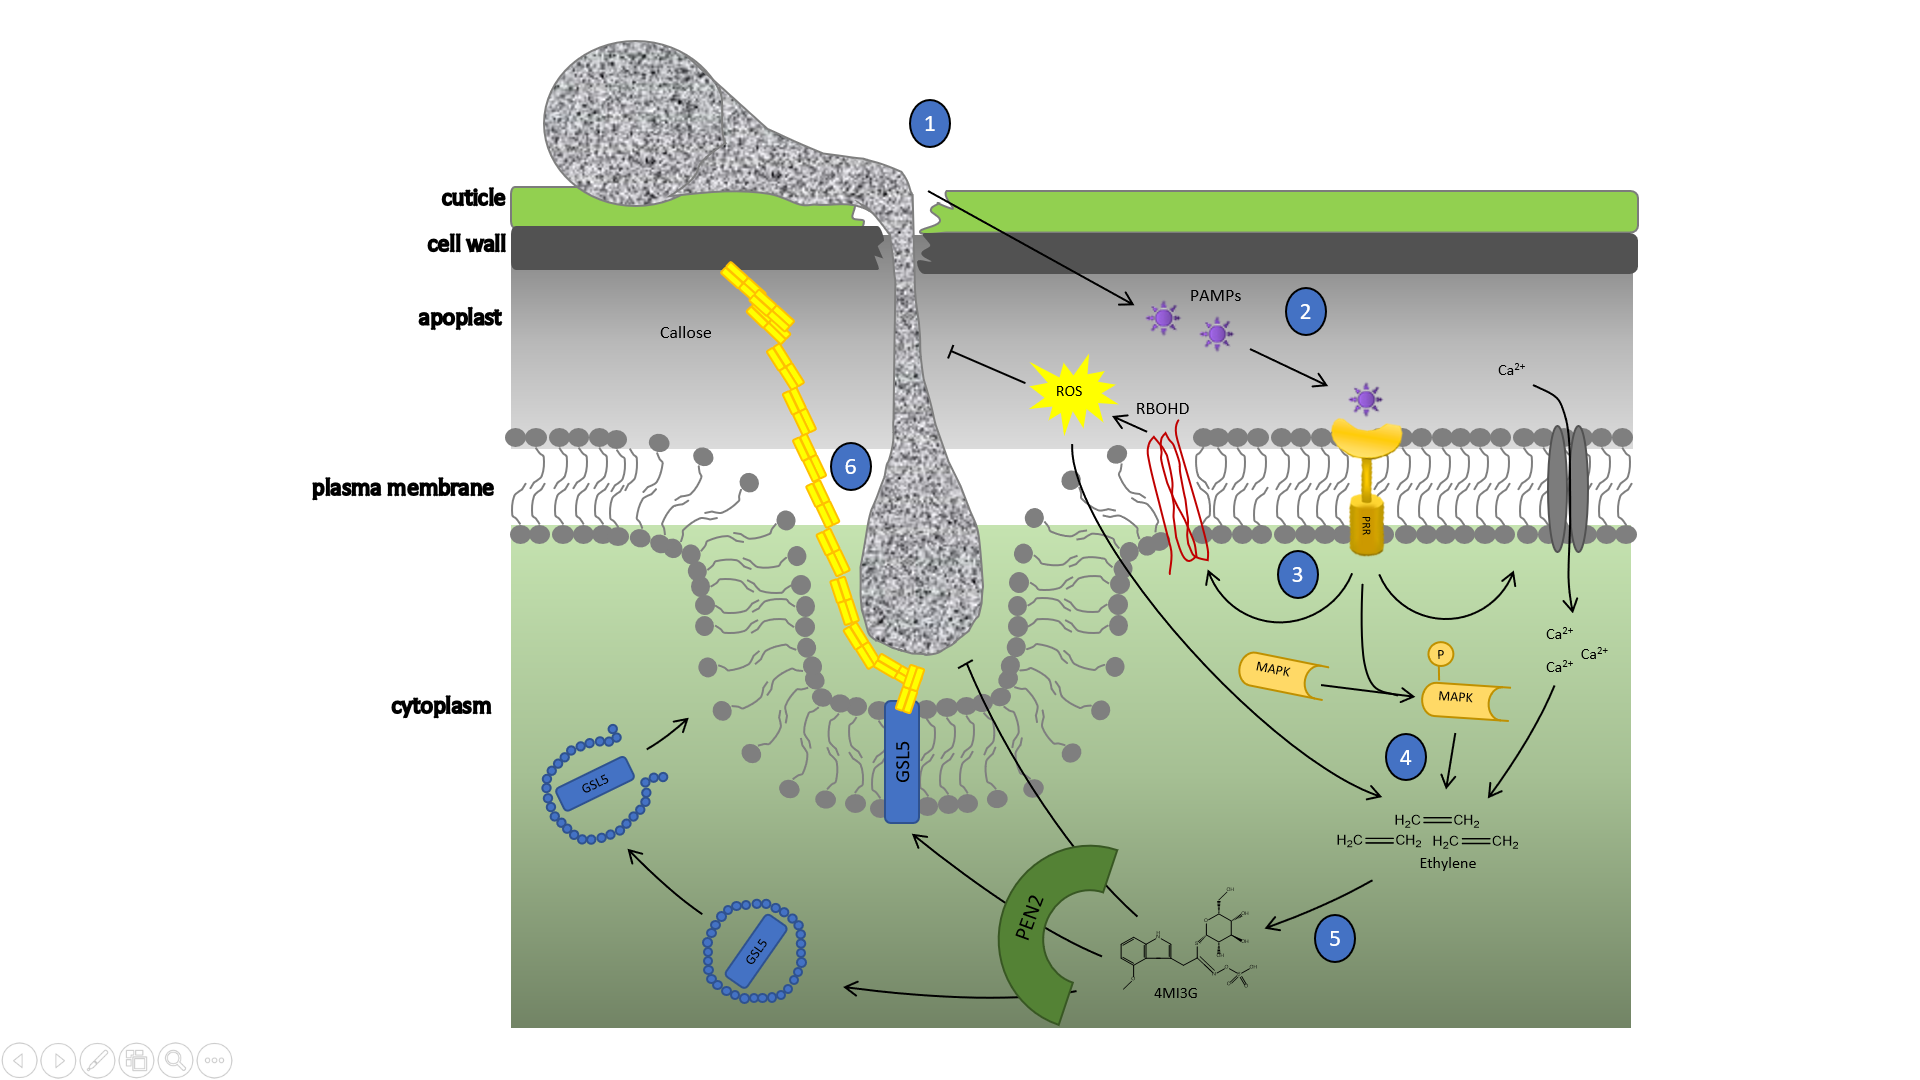 1
cuticle
cell wall
PAMPs
2
apoplast
Callose
Ca²⁺
ROS
RBOHD
6
plasma membrane
PRR
3
Ca²⁺
Ca²⁺
Ca²⁺
P
MAPK
MAPK
cytoplasm
GSL5
4
GSL5
H₂C CH₂
H₂C CH₂ H₂C CH₂
Ethylene
PEN2
5
GSL5
4MI3G